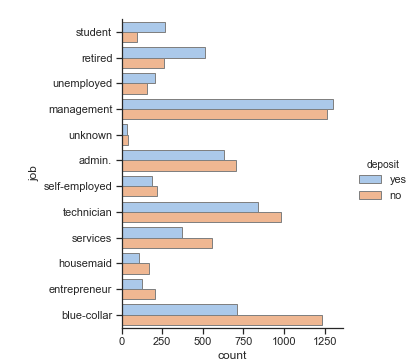 student
retired
unemployed
management
unknown
admin.
self-employed
technician
services
housemaid
entrepreneur
blue-collar
job
0 250 500 750 1000 1250
count
deposit
yes
no